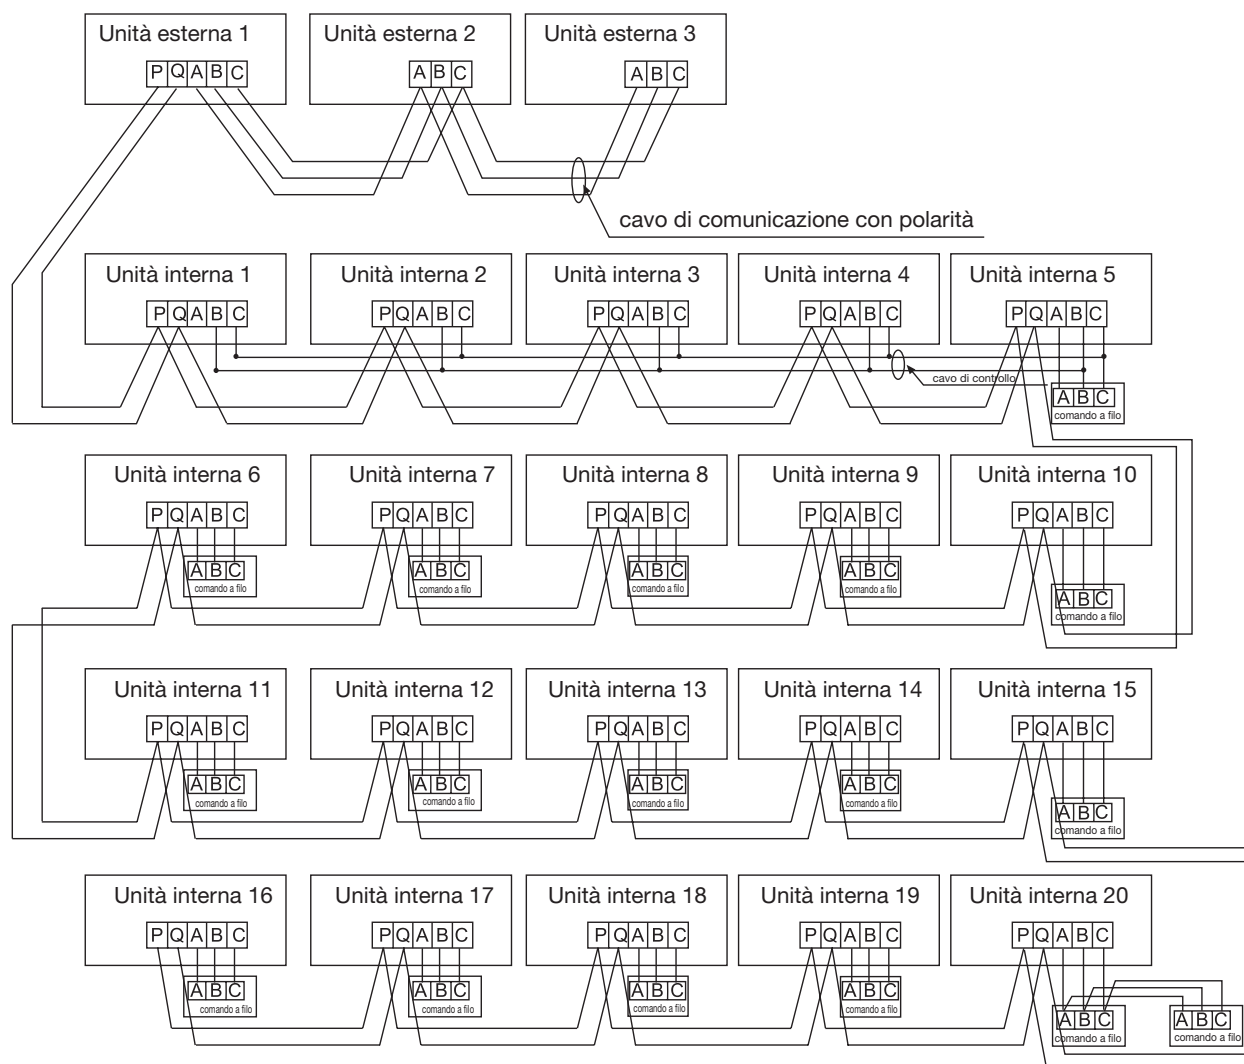 Unità esterna 1 Unità esterna 2 Unità esterna 3
P Q A B C A B C A B C
cavo di comunicazione con polarità
Unità interna 1 Unità interna 2 Unità interna 3 Unità interna 4 Unità interna 5
P Q A B C P Q A B C P Q A B C P Q A B C P Q A B C
cavo di controllo
A B C
comando a filo
Unità interna 6 Unità interna 7 Unità interna 8 Unità interna 9 Unità interna 10
P Q A B C P Q A B C P Q A B C P Q A B C P Q A B C
A B C A B C A B C A B C A B C
comando a filo comando a filo comando a filo comando a filo comando a filo
Unità interna 11 Unità interna 12 Unità interna 13 Unità interna 14 Unità interna 15
P Q A B C P Q A B C P Q A B C P Q A B C P Q A B C
A B C A B C A B C A B C A B C
comando a filo comando a filo comando a filo comando a filo comando a filo
Unità interna 16 Unità interna 17 Unità interna 18 Unità interna 19 Unità interna 20
P Q A B C P Q A B C P Q A B C P Q A B C P Q A B C
A B C A B C A B C A B C A B C A B C
comando a filo comando a filo comando a filo comando a filo comando a filo comando a filo